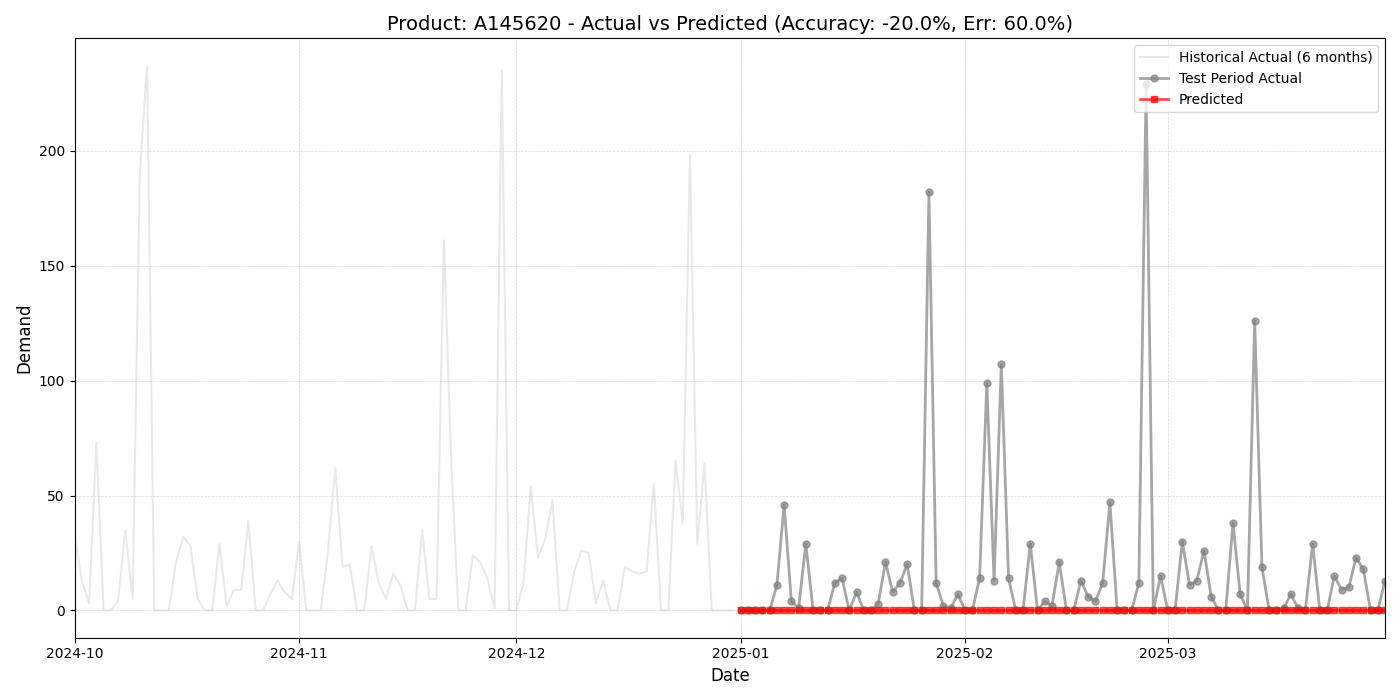 Product: A145620 - Actual vs Predicted (Accuracy: -20.0%, Err: 60.0%)
Historical Actual (6 months)
Test Period Actual
Predicted
Demand
200
150
100
50
0
2024-10
2024-11
2024-12
2025-01
2025-02
2025-03
Date